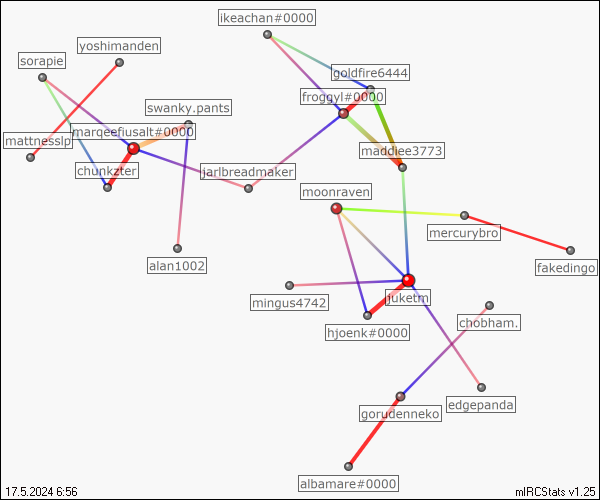 ikeachan#0000
yoshimanden
sorapie
goldfire6444
froggyl#0000
swanky.pants
marqeefiusalt#0000
mattnesslp
maddiee3773
chunkzter
jarlbreadmaker
moonraven
mercurybro
alan1002
fakedingo
mingus4742
juketm
chobham.
hjoenk#0000
edgepanda
gorudenneko
albamare#0000
17.5.2024 6:56
mIRCStats v1.25